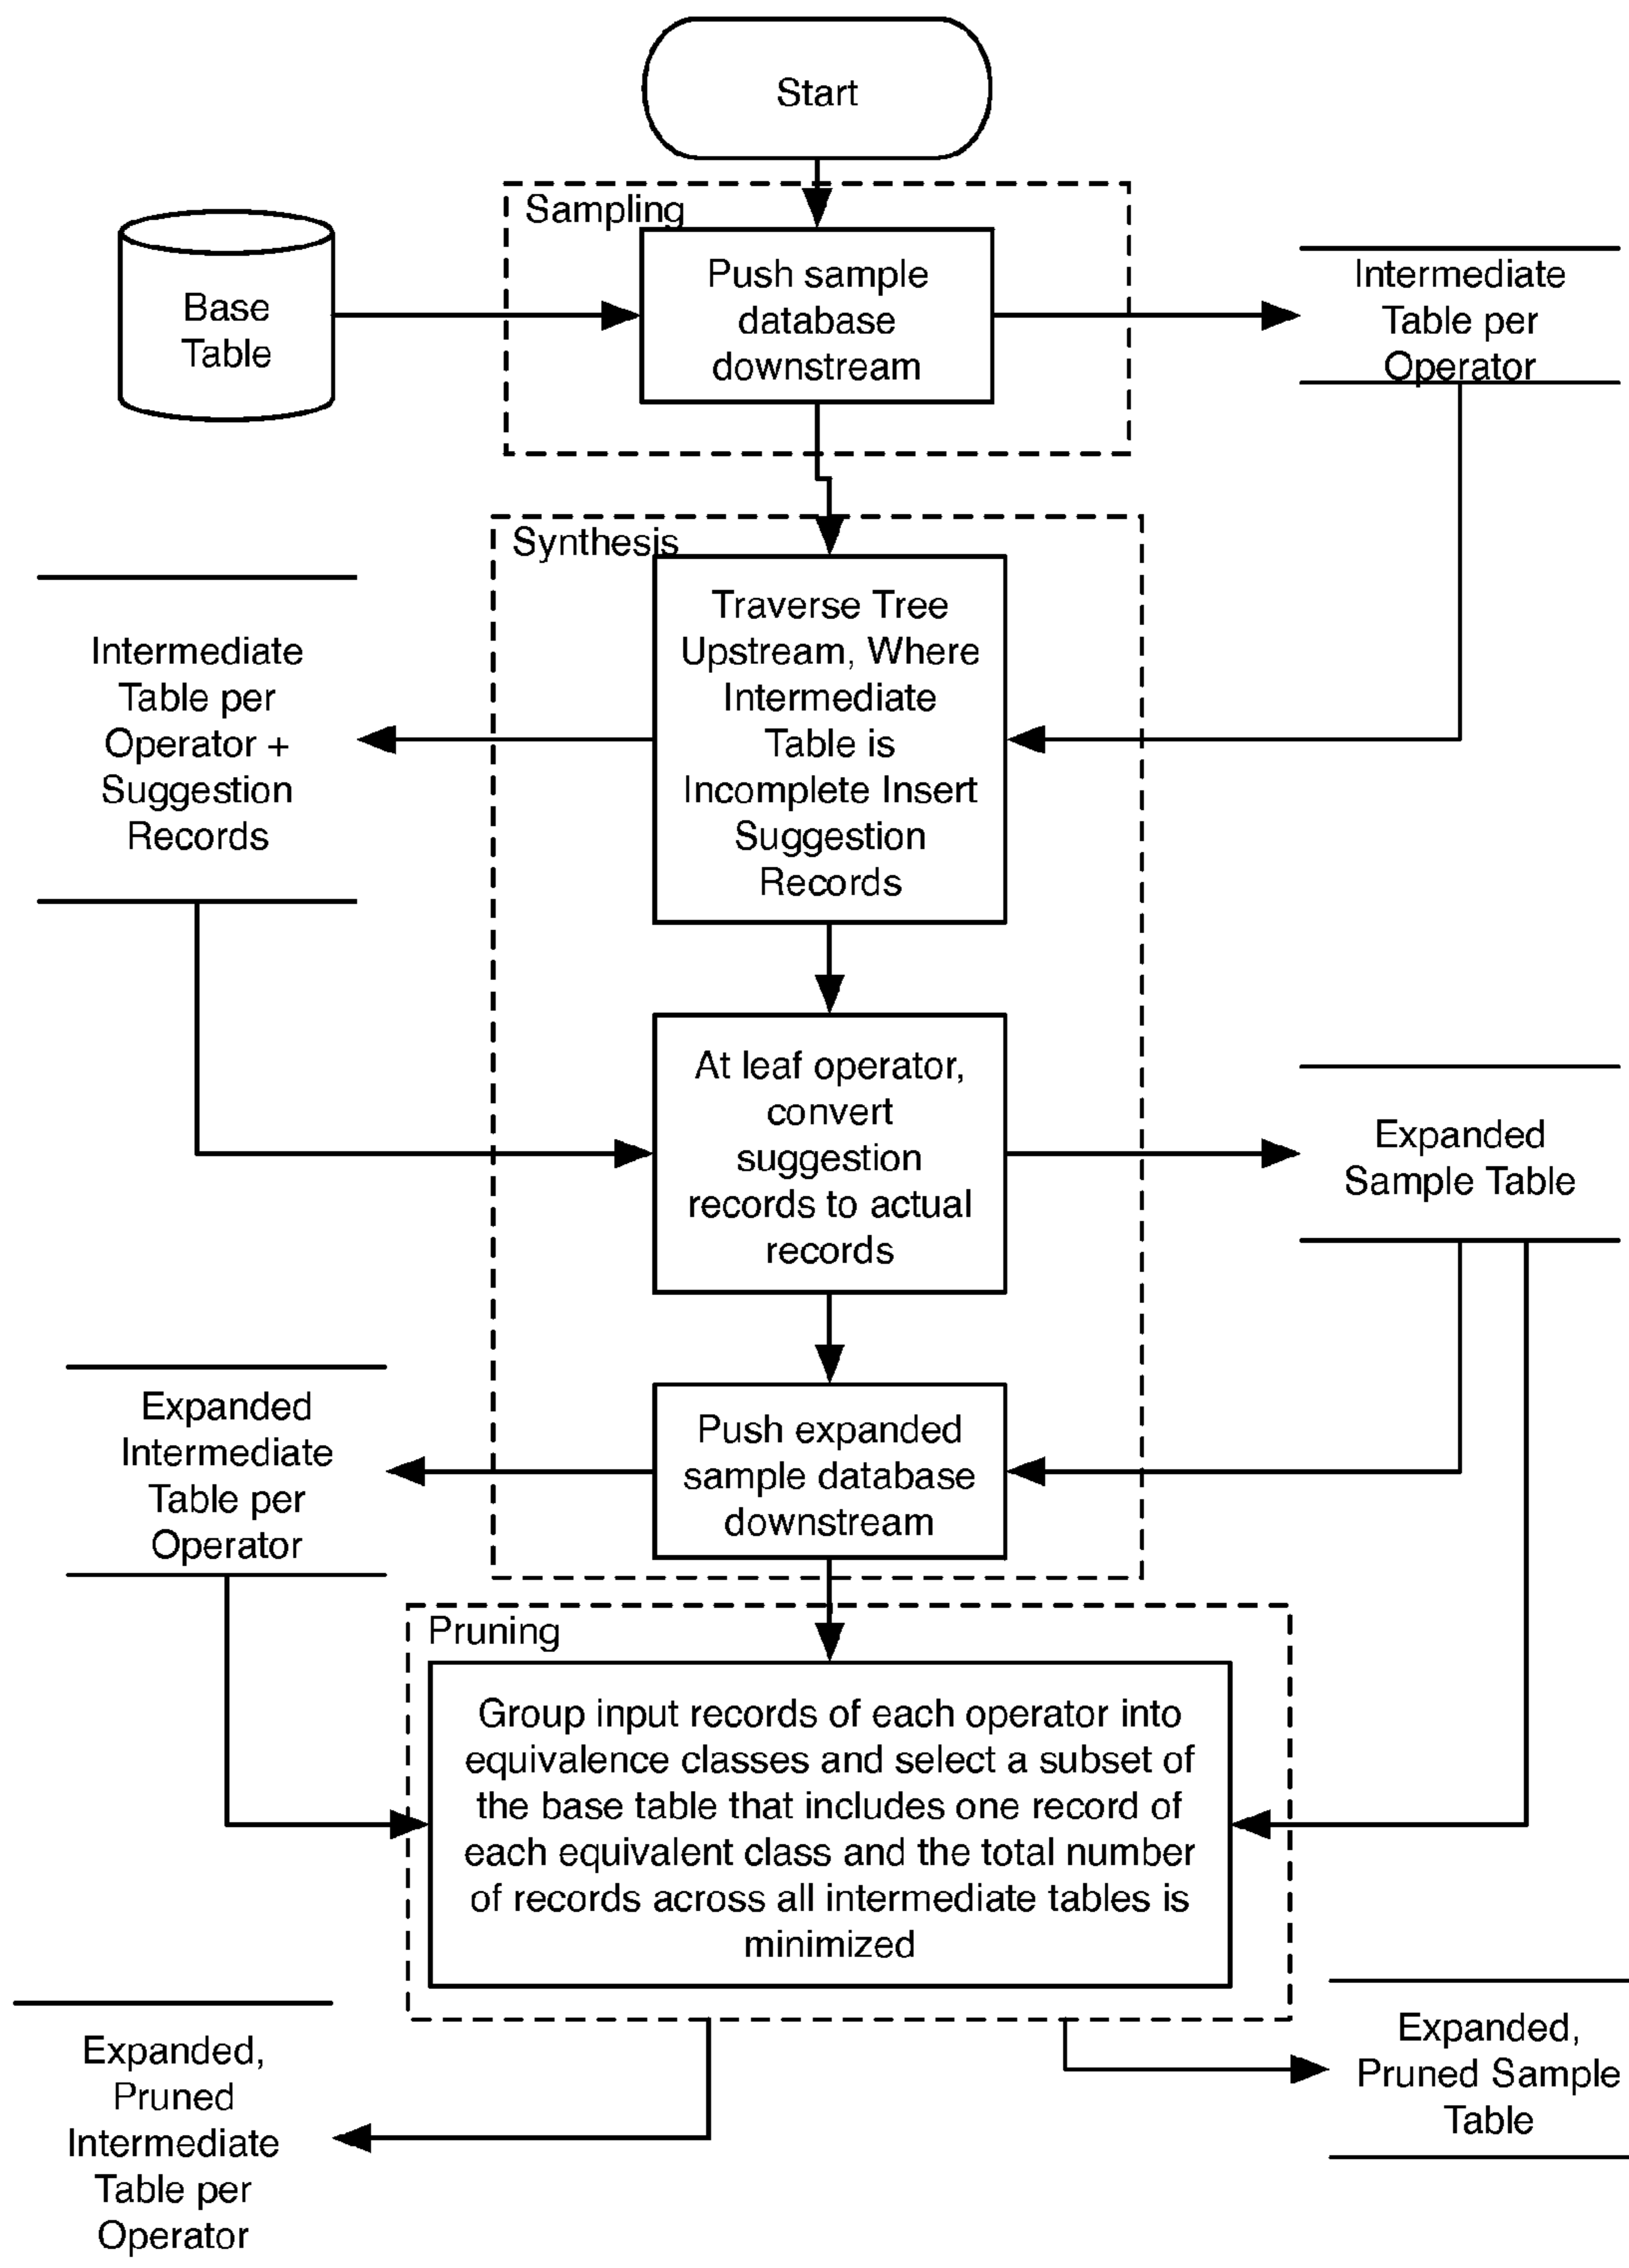 Start
Sampling
Base
Table
Push sample
database
downstream
Intermediate
Table per
Operator
Synthesis
Traverse Tree
Upstream, Where
Intermediate
Table is
Incomplete Insert
Suggestion
Records
Intermediate
Table per
Operator +
Suggestion
Records
At leaf operator,
convert
suggestion
records to actual
records
Expanded
Sample Table
Push expanded
sample database
downstream
Expanded
Intermediate
Table per
Operator
Pruning
Group input records of each operator into
equivalence classes and select a subset of
the base table that includes one record of
each equivalent class and the total number
of records across all intermediate tables is
minimized
Expanded,
Pruned
Intermediate
Table per
Operator
Expanded,
Pruned Sample
Table